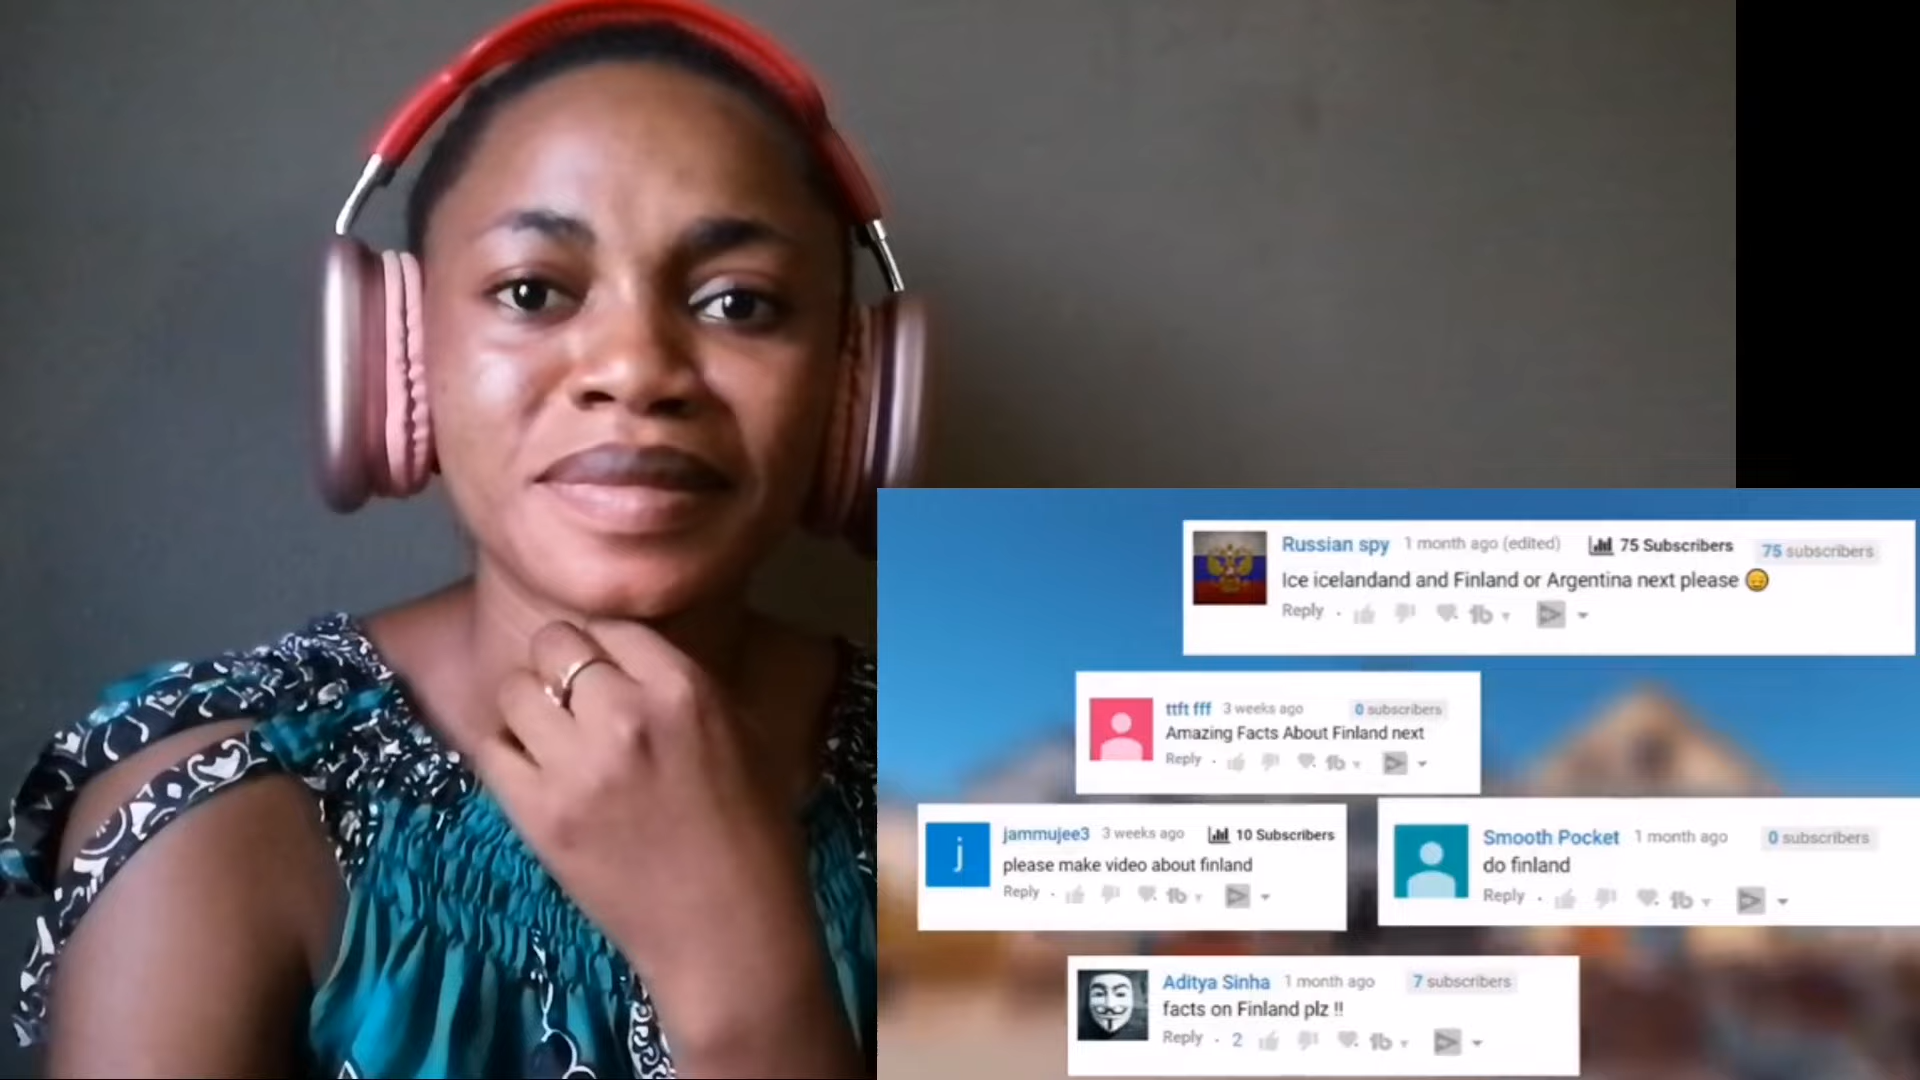 Russian spy 1 month ago (edited) 75 Subscribers 75 subscribers
Ice icelandand and Finland or Argentina next please 😞
Reply
ttft fff 3 weeks ago 0 subscribers
Amazing Facts About Finland next
Reply
j
jammujee3 3 weeks ago 10 Subscribers
please make video about finland
Reply
Smooth Pocket 1 month ago 0 subscribers
do finland
Reply
Aditya Sinha 1 month ago 7 subscribers
facts on Finland plz !!
Reply 2